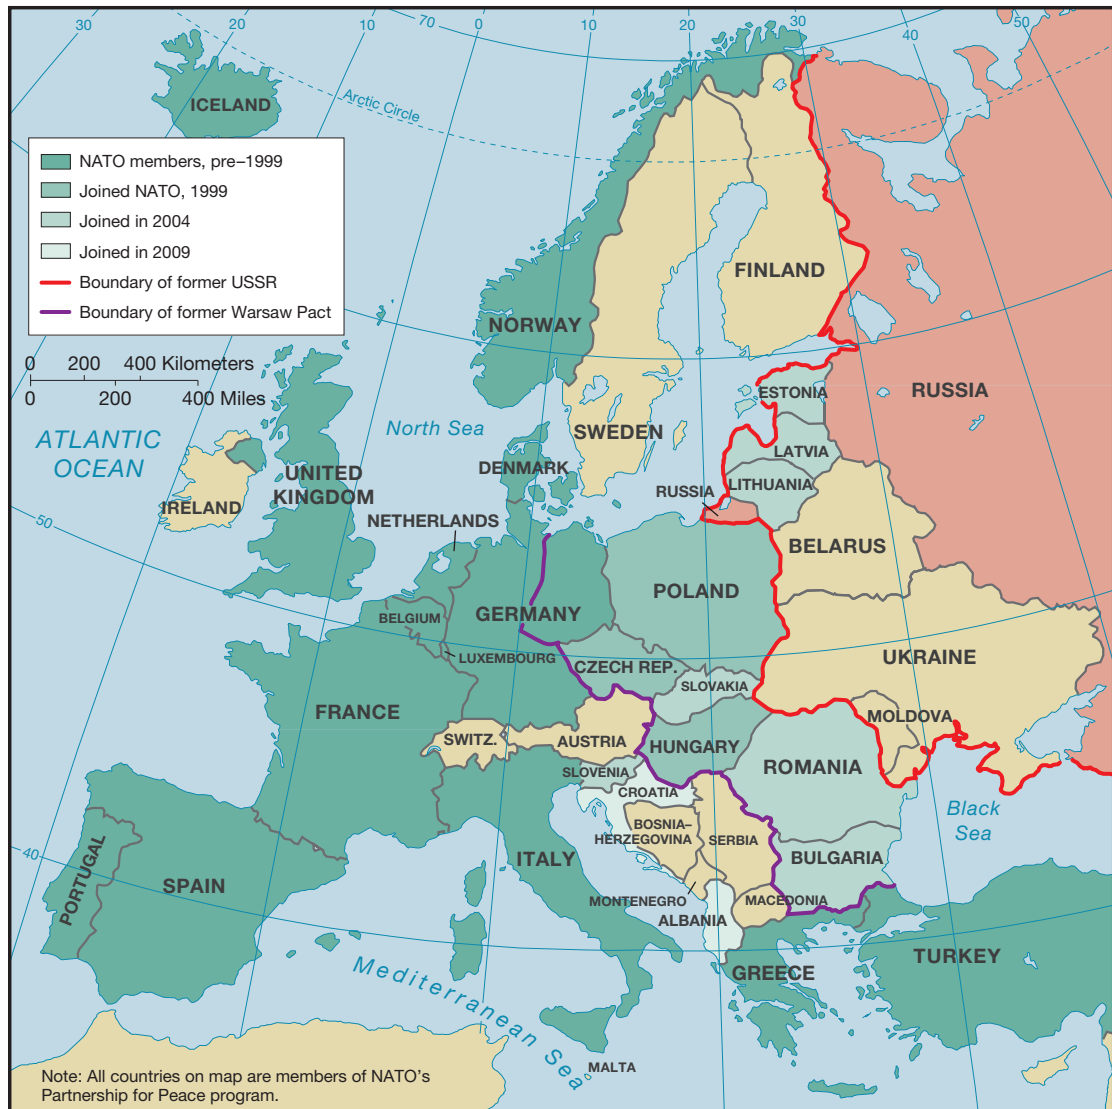 30
40
70
0
10
20
30
40
50
ICELAND
Arctic Circle
NATO members, pre–1999
Joined NATO, 1999
Joined in 2004
Joined in 2009
Boundary of former USSR
Boundary of former Warsaw Pact
0 200 400 Kilometers
0 200 400 Miles
FINLAND
NORWAY
RUSSIA
ESTONIA
SWEDEN
North Sea
ATLANTIC
OCEAN
LATVIA
DENMARK
UNITED
KINGDOM
LITHUANIA
RUSSIA
IRELAND
NETHERLANDS
50
BELARUS
POLAND
GERMANY
BELGIUM
LUXEMBOURG
CZECH REP.
UKRAINE
SLOVAKIA
FRANCE
MOLDOVA
SWITZ.
AUSTRIA
HUNGARY
ROMANIA
SLOVENIA
CROATIA
Black
Sea
BOSNIA–
HERZEGOVINA
SERBIA
40
ITALY
BULGARIA
PORTUGAL
SPAIN
MONTENEGRO
MACEDONIA
ALBANIA
TURKEY
GREECE
Mediterranean Sea
MALTA
Note: All countries on map are members of NATO’s
Partnership for Peace program.